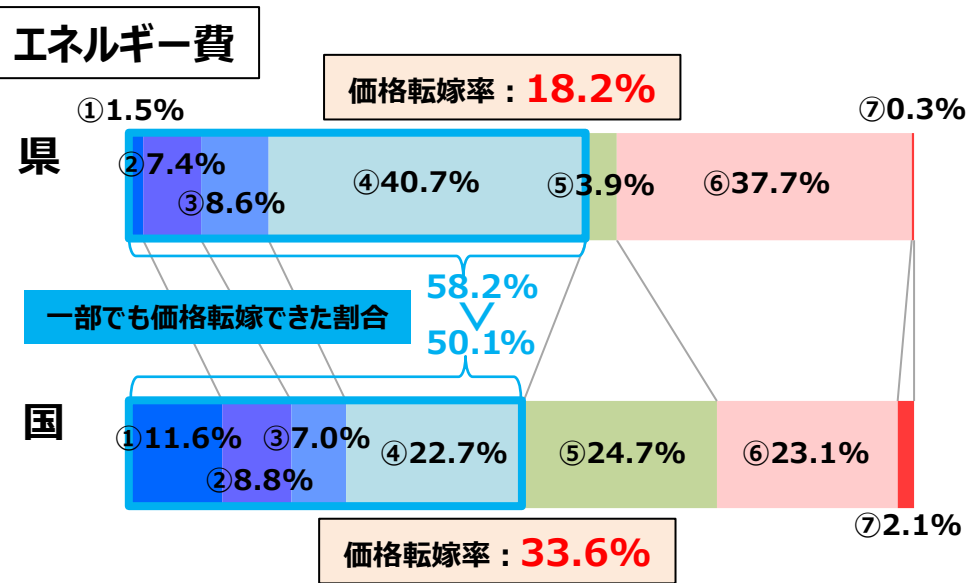 エネルギー費
価格転嫁率：18.2%
①1.5%
⑦0.3%
県
②7.4%
③8.6%
④40.7%
⑤3.9%
⑥37.7%
58.2%
一部でも価格転嫁できた割合
50.1%
国
①11.6%
②8.8%
③7.0%
④22.7%
⑤24.7%
⑥23.1%
⑦2.1%
価格転嫁率：33.6%